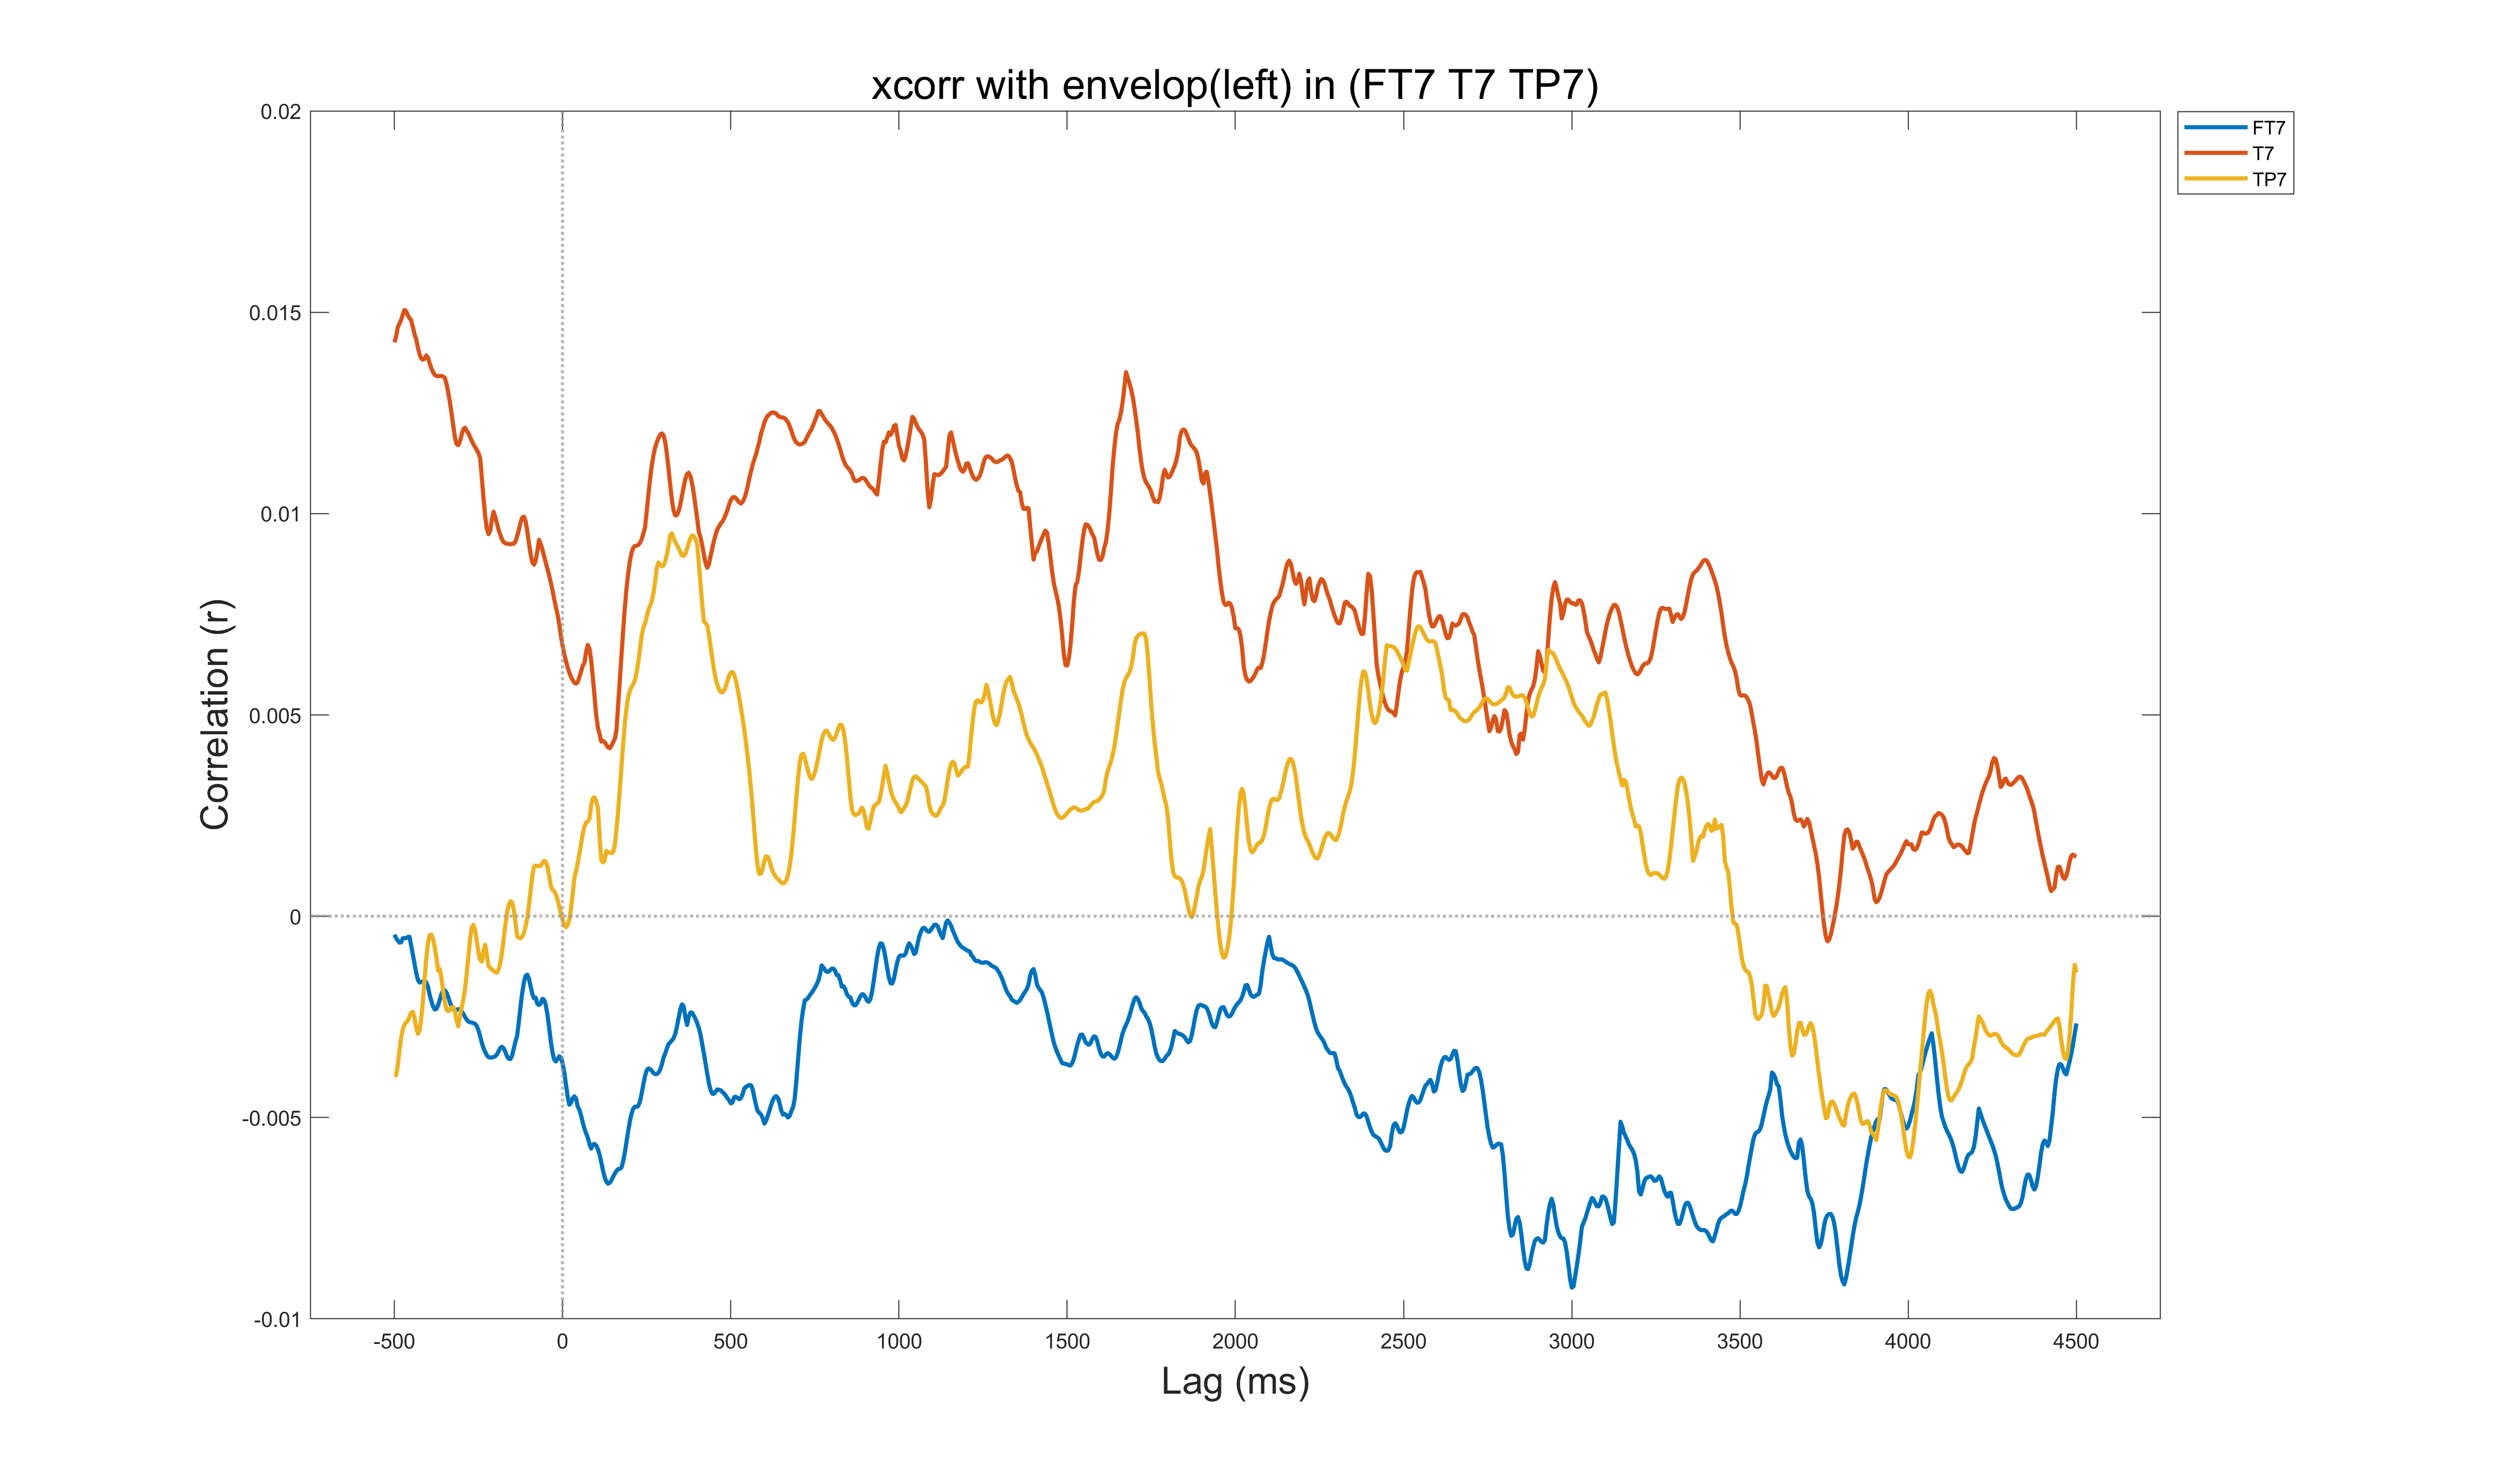 xcorr with envelop(left) in (FT7 T7 TP7)
FT7
T7
TP7
0.02
0.015
0.01
0.005
0
-0.005
-0.01
Correlation (r)
-500 0 500 1000 1500 2000 2500 3000 3500 4000 4500
Lag (ms)